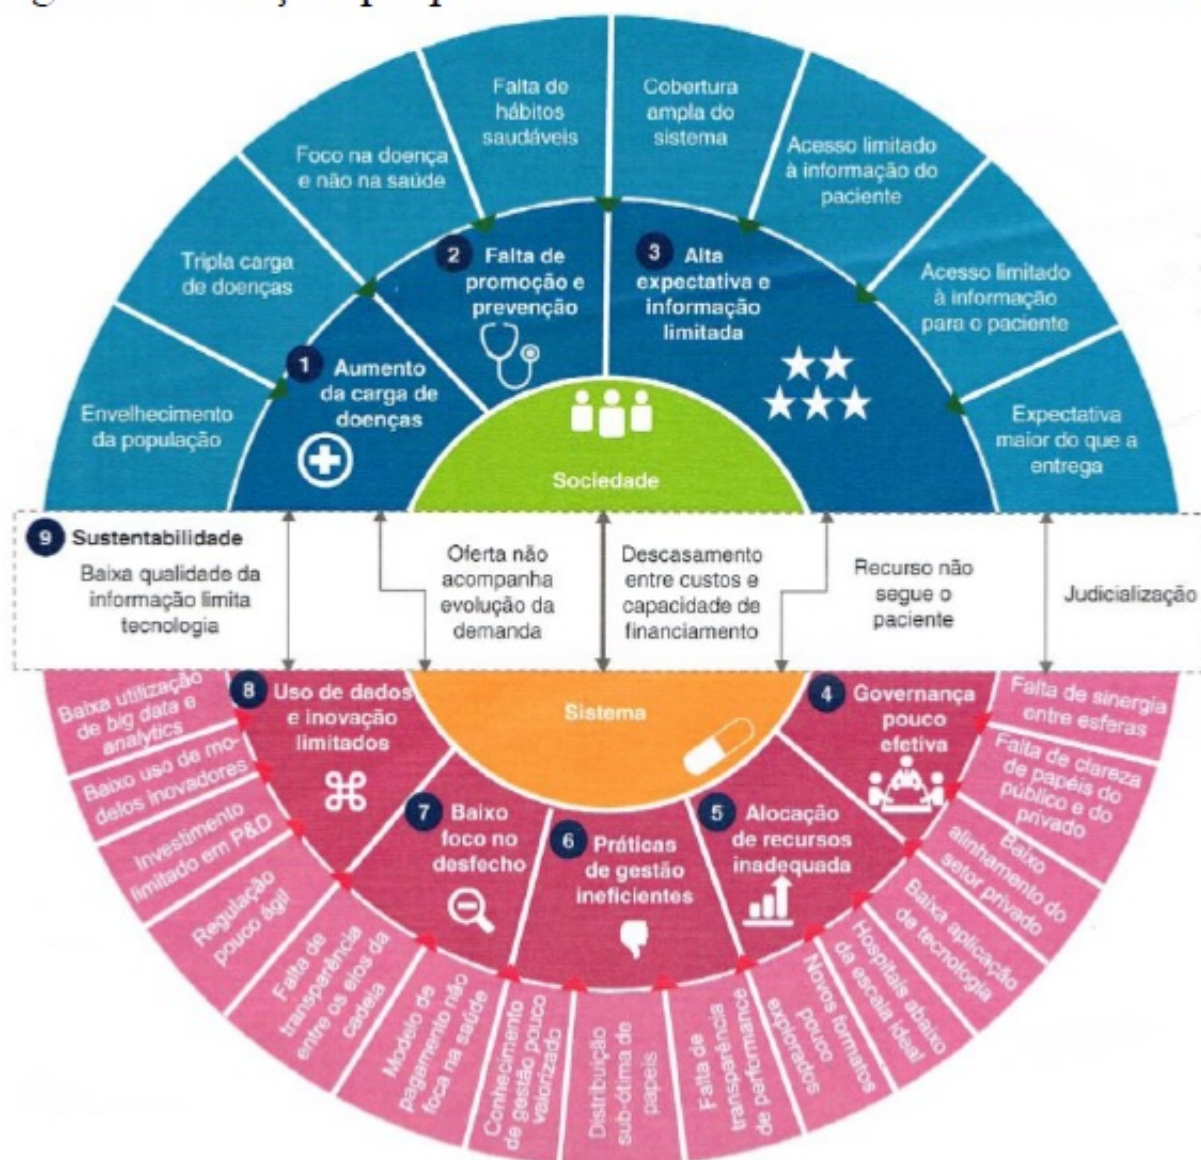 Falta de
hábitos
saudáveis
Cobertura
ampla do
sistema
Foco na doença
e não na saúde
Acesso limitado
à informação do
paciente
Tripla carga
de doenças
Acesso limitado
à informação
para o paciente
Envelhecimento
da população
Expectativa
maior do que a
entrega
1 Aumento
da carga de
doenças
2 Falta de
promoção e
prevenção
3 Alta
expectativa e
informação
limitada
Sociedade
9 Sustentabilidade
Baixa qualidade da
informação limita
tecnologia
Oferta não
acompanha
evolução da
demanda
Descasamento
entre custos e
capacidade de
financiamento
Recurso não
segue o
paciente
Judicialização
Sistema
8 Uso de dados
e inovação
limitados
7 Baixo
foco no
desfecho
6 Práticas
de gestão
ineficientes
5 Alocação
de recursos
inadequada
4 Governança
pouco
efetiva
Baixa utilização
de big data e
analytics
Baixo uso de mo-
delos inovadores
Investimento
limitado em P&D
Regulação
pouco ágil
Falta de
transparência
entre os elos da
cadeia
Modelo de
pagamento não
foca na saúde
Conhecimento
de gestão pouco
valorizado
Distribuição
sub-ótima de
papeis
Falta de
transparência
de performance
Novos formatos
pouco
explorados
Hospitais abaixo
da escala ideal
Baixa aplicação
de tecnologia
Baixo
alinhamento do
setor privado
Falta de clareza
de papéis do
público e do
privado
Falta de sinergia
entre esferas